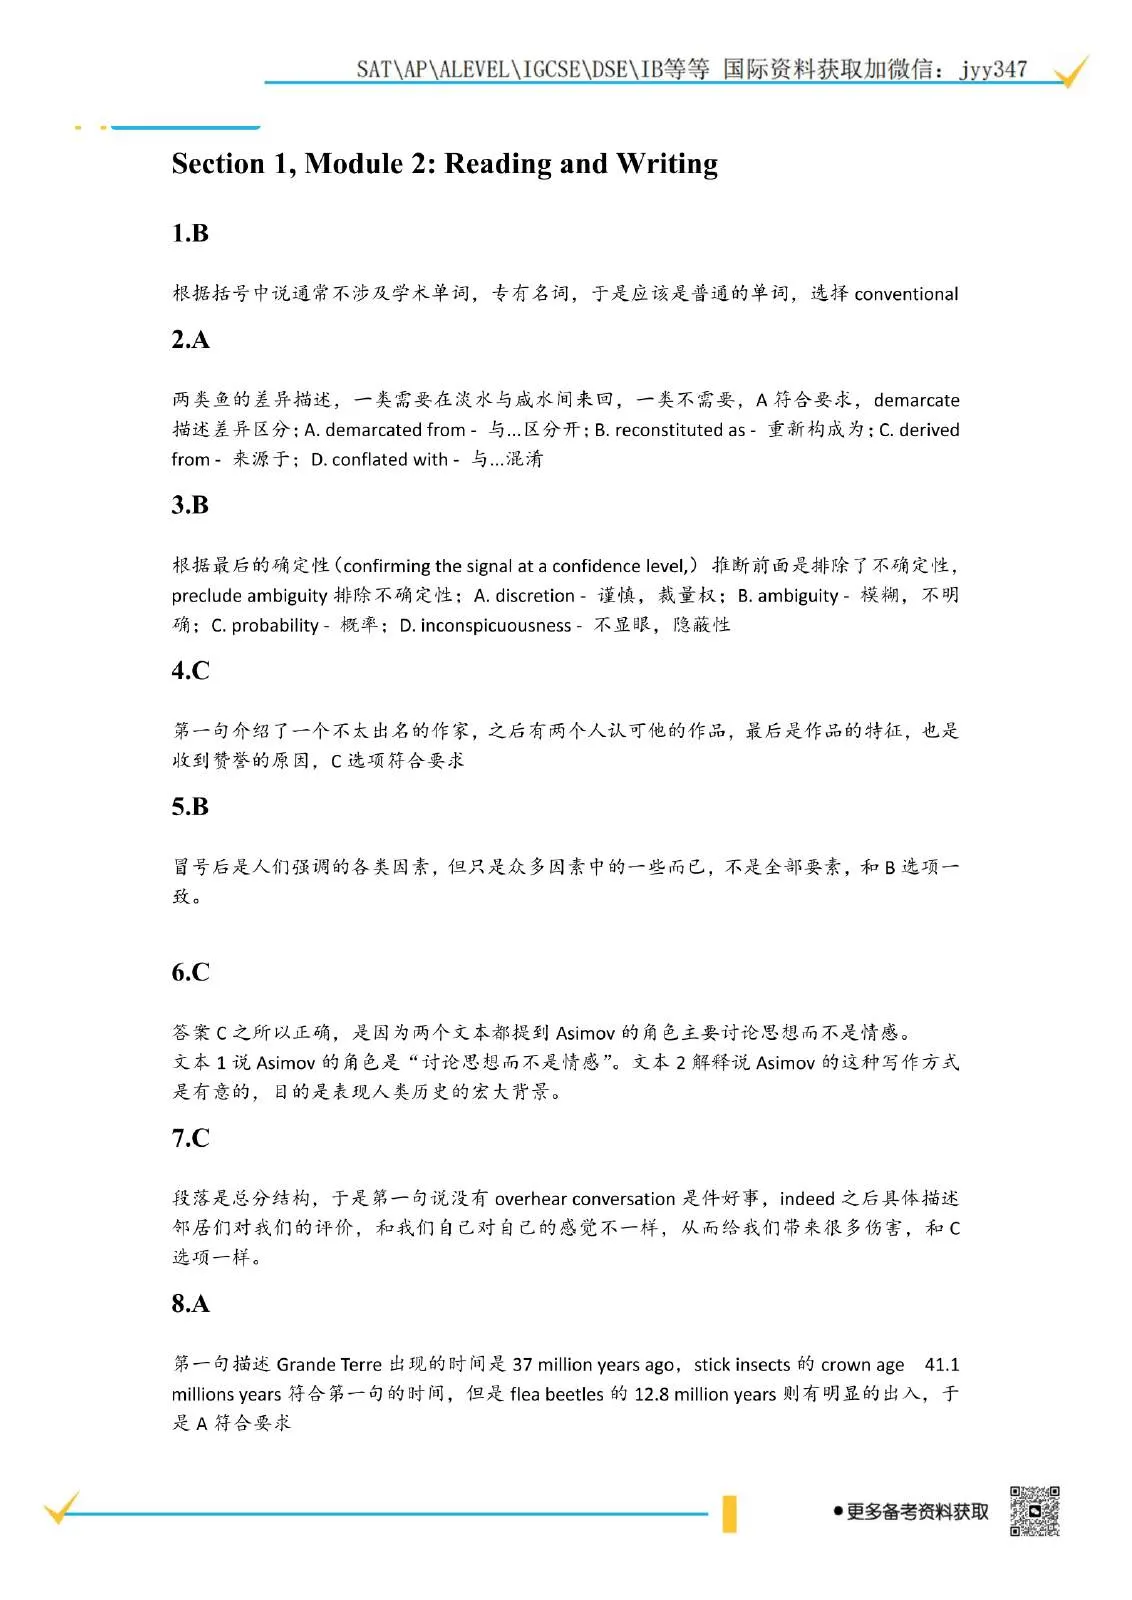 SAT\AP\ALEVEL\IGCSE\DSE\IB等等 国际资料获取加微信：jyy347
Section 1, Module 2: Reading and Writing
1.B
根据括号中说通常不涉及学术单词，专有名词，于是应该是普通的单词，选择 conventional
2.A
两类鱼的差异描述，一类需要在淡水与咸水间来回，一类不需要，A 符合要求，demarcate
描述差异区分；A. demarcated from - 与...区分开；B. reconstituted as - 重新构成为；C. derived
from - 来源于；D. conflated with - 与...混淆
3.B
根据最后的确定性（confirming the signal at a confidence level,）推断前面是排除了不确定性，
preclude ambiguity 排除不确定性；A. discretion - 谨慎，裁量权；B. ambiguity - 模糊，不明
确；C. probability - 概率；D. inconspicuousness - 不显眼，隐蔽性
4.C
第一句介绍了一个不太出名的作家，之后有两个人认可他的作品，最后是作品的特征，也是
收到赞誉的原因，C 选项符合要求
5.B
冒号后是人们强调的各类因素，但只是众多因素中的一些而已，不是全部要素，和 B 选项一
致。
6.C
答案 C 之所以正确，是因为两个文本都提到 Asimov 的角色主要讨论思想而不是情感。
文本 1 说 Asimov 的角色是“讨论思想而不是情感”。文本 2 解释说 Asimov 的这种写作方式
是有意的，目的是表现人类历史的宏大背景。
7.C
段落是总分结构，于是第一句说没有 overhear conversation 是件好事，indeed 之后具体描述
邻居们对我们的评价，和我们自己对自己的感觉不一样，从而给我们带来很多伤害，和 C
选项一样。
8.A
第一句描述 Grande Terre 出现的时间是 37 million years ago，stick insects 的 crown age 41.1
millions years 符合第一句的时间，但是 flea beetles 的 12.8 million years 则有明显的出入，于
是 A 符合要求
●更多备考资料获取